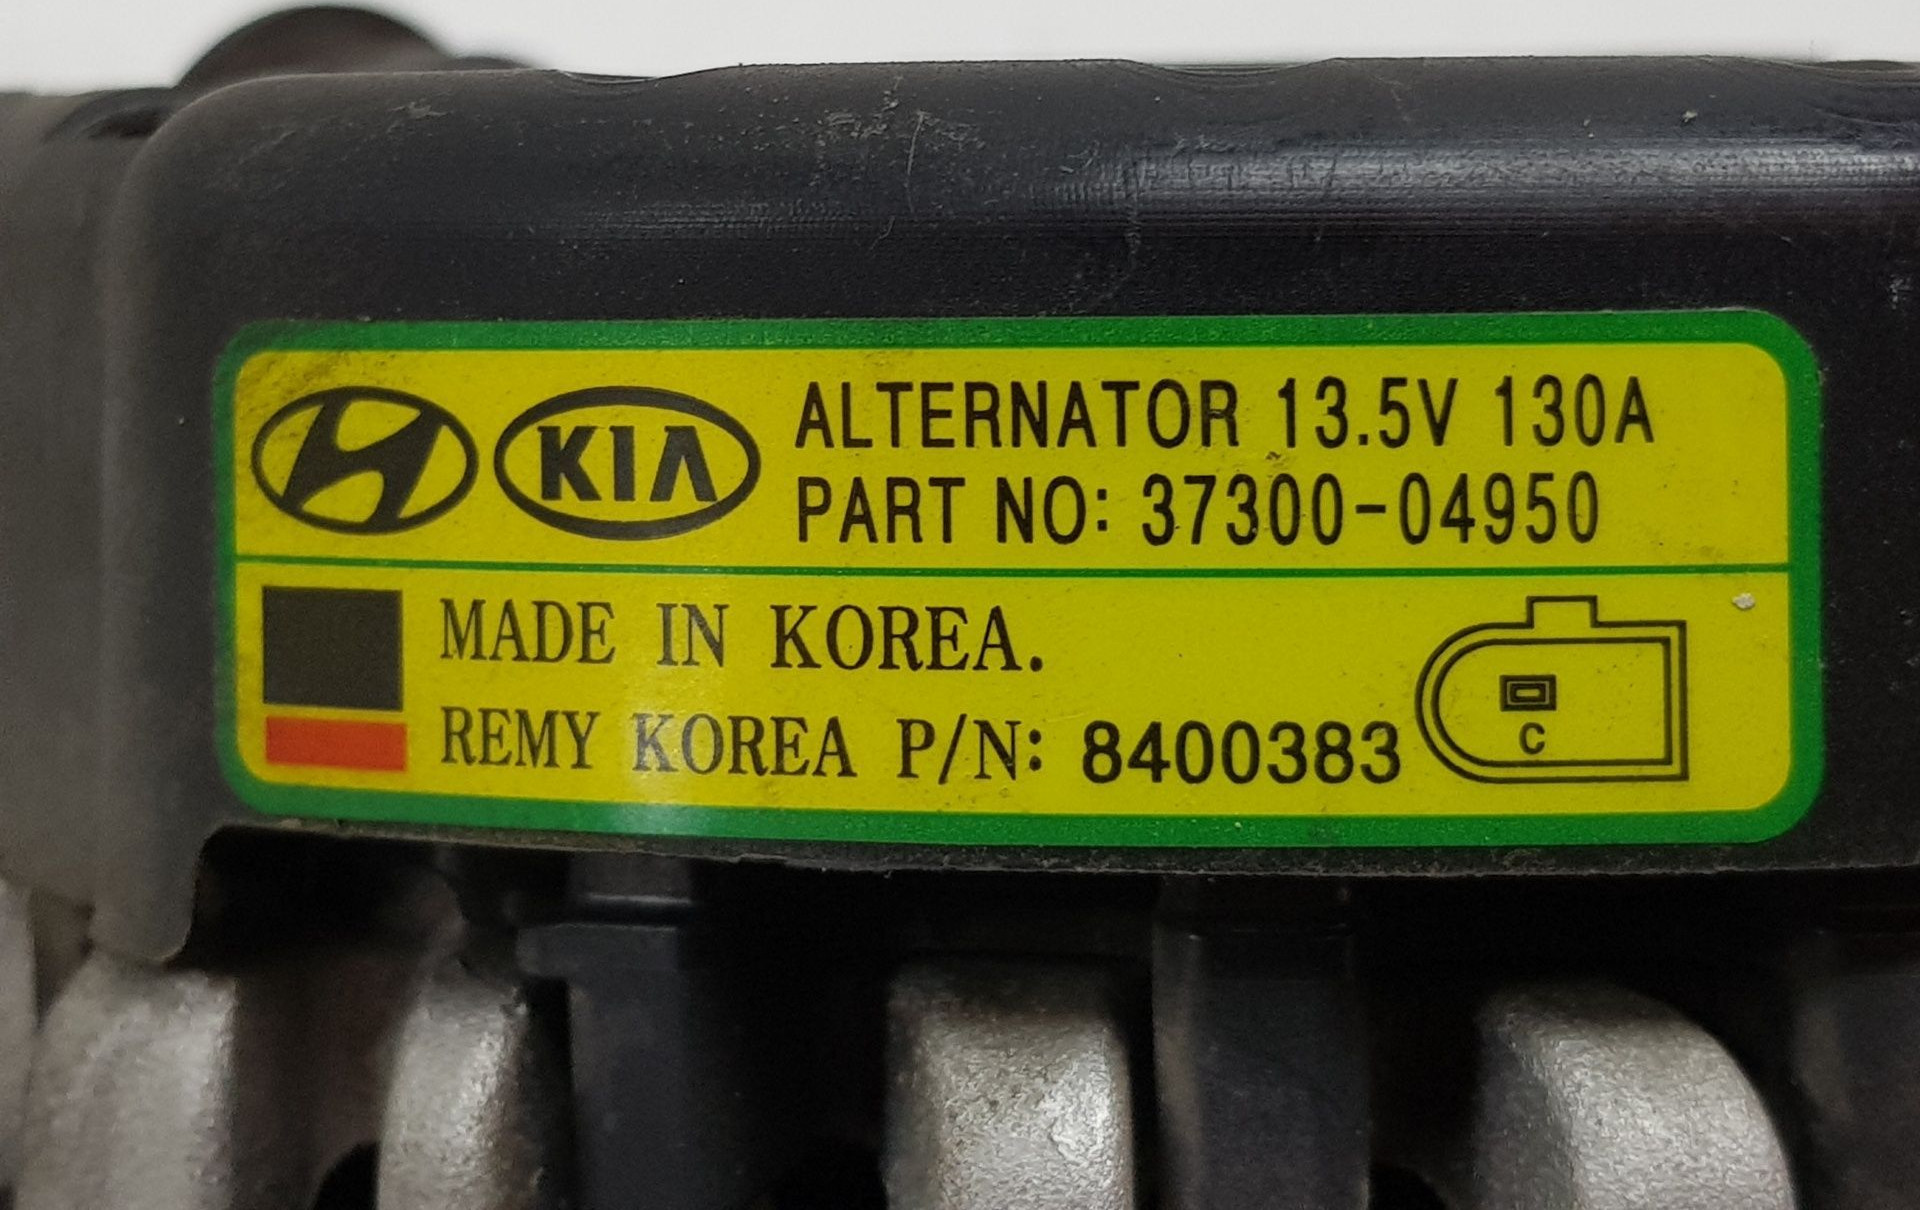 KIA
ALTERNATOR 13.5V 130A
PART NO: 37300-04950
MADE IN KOREA.
REMY KOREA P/N: 8400383
C